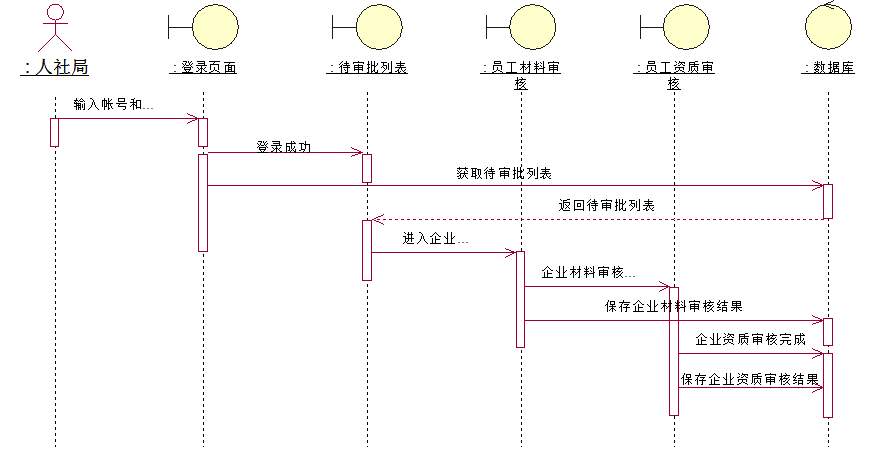 : 人社局
: 登录页面
: 待审批列表
: 员工材料审
核
: 员工资质审
核
: 数据库
输入帐号和...
登录成功
获取待审批列表
返回待审批列表
进入企业...
企业材料审核...
保存企业材料审核结果
企业资质审核完成
保存企业资质审核结果